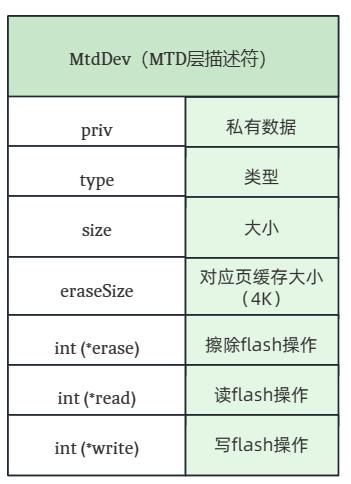 MtdDev（MTD层描述符）
priv
私有数据
type
类型
size
大小
eraseSize
对应页缓存大小
（4K）
int (*erase)
擦除flash操作
int (*read)
读flash操作
int (*write)
写flash操作